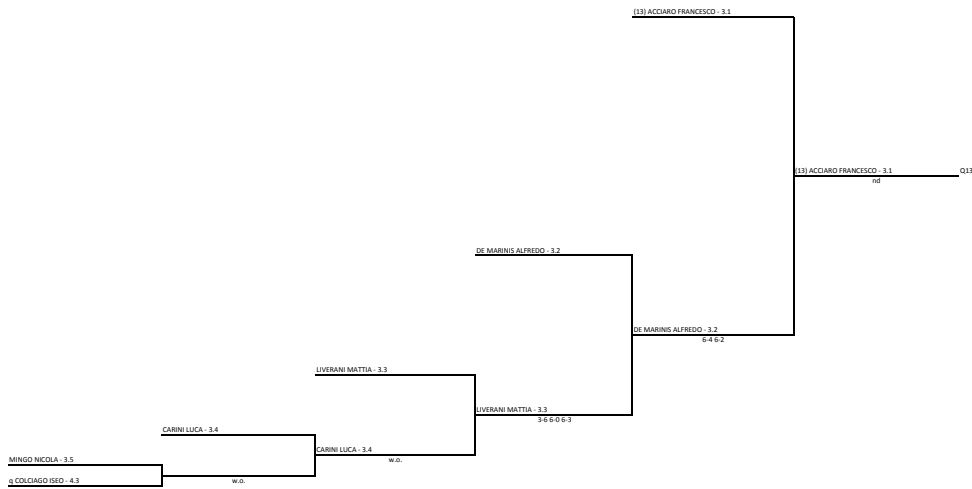 (13) ACCIARO FRANCESCO - 3.1
(13) ACCIARO FRANCESCO - 3.1
Q13
nd
DE MARINIS ALFREDO - 3.2
DE MARINIS ALFREDO - 3.2
6-4 6-2
LIVERANI MATTIA - 3.3
LIVERANI MATTIA - 3.3
3-6 6-0 6-3
CARINI LUCA - 3.4
CARINI LUCA - 3.4
w.o.
MINGO NICOLA - 3.5
w.o.
q COLCIAGO ISEO - 4.3